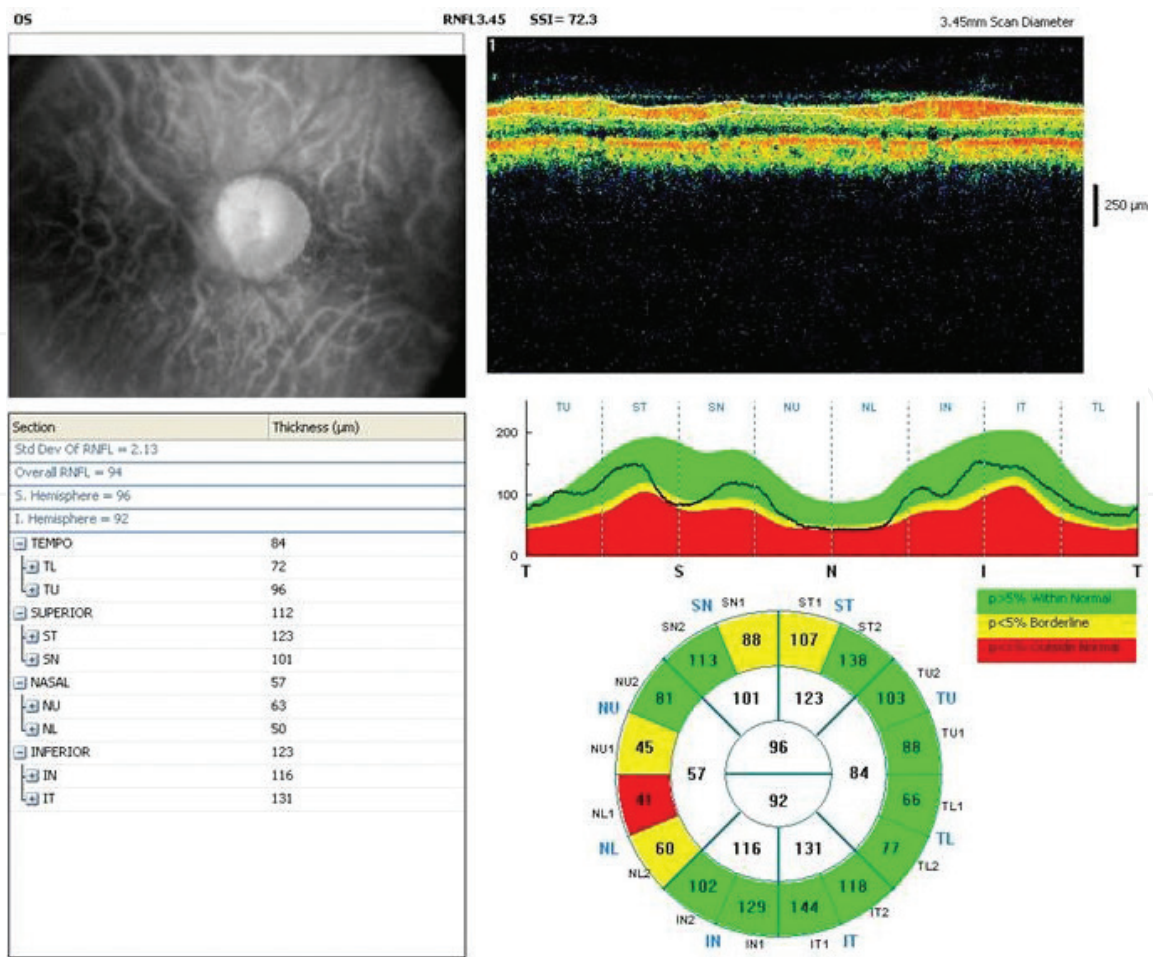 OS RNFL3.45 SSI= 72.3 3.45mm Scan Diameter
1
250 µm
Section Thickness (µm)
Std Dev Of RNFL = 2.13
Overall RNFL = 94
S. Hemisphere = 96
I. Hemisphere = 92
TEMPO 84
TL 72
TU 96
SUPERIOR 112
ST 123
SN 101
NASAL 57
NU 63
NL 50
INFERIOR 123
IN 116
IT 131
TU ST SN NU NL IN IT TL
200
100
0
T S N I T
p>5% Within Normal
p<5% Borderline
Outside Normal
SN SN1 ST1 ST
SN2 88 107 ST2
113 138
NU2 101 123 TU2
NU 81 103 TU
96
NU1 45 88 TU1
57 84
NL1 41 92 66 TL1
NL 60 116 131 77 TL
NL2 TL2
102 118
IN2 129 144 IT2
IN IN1 IT1 IT